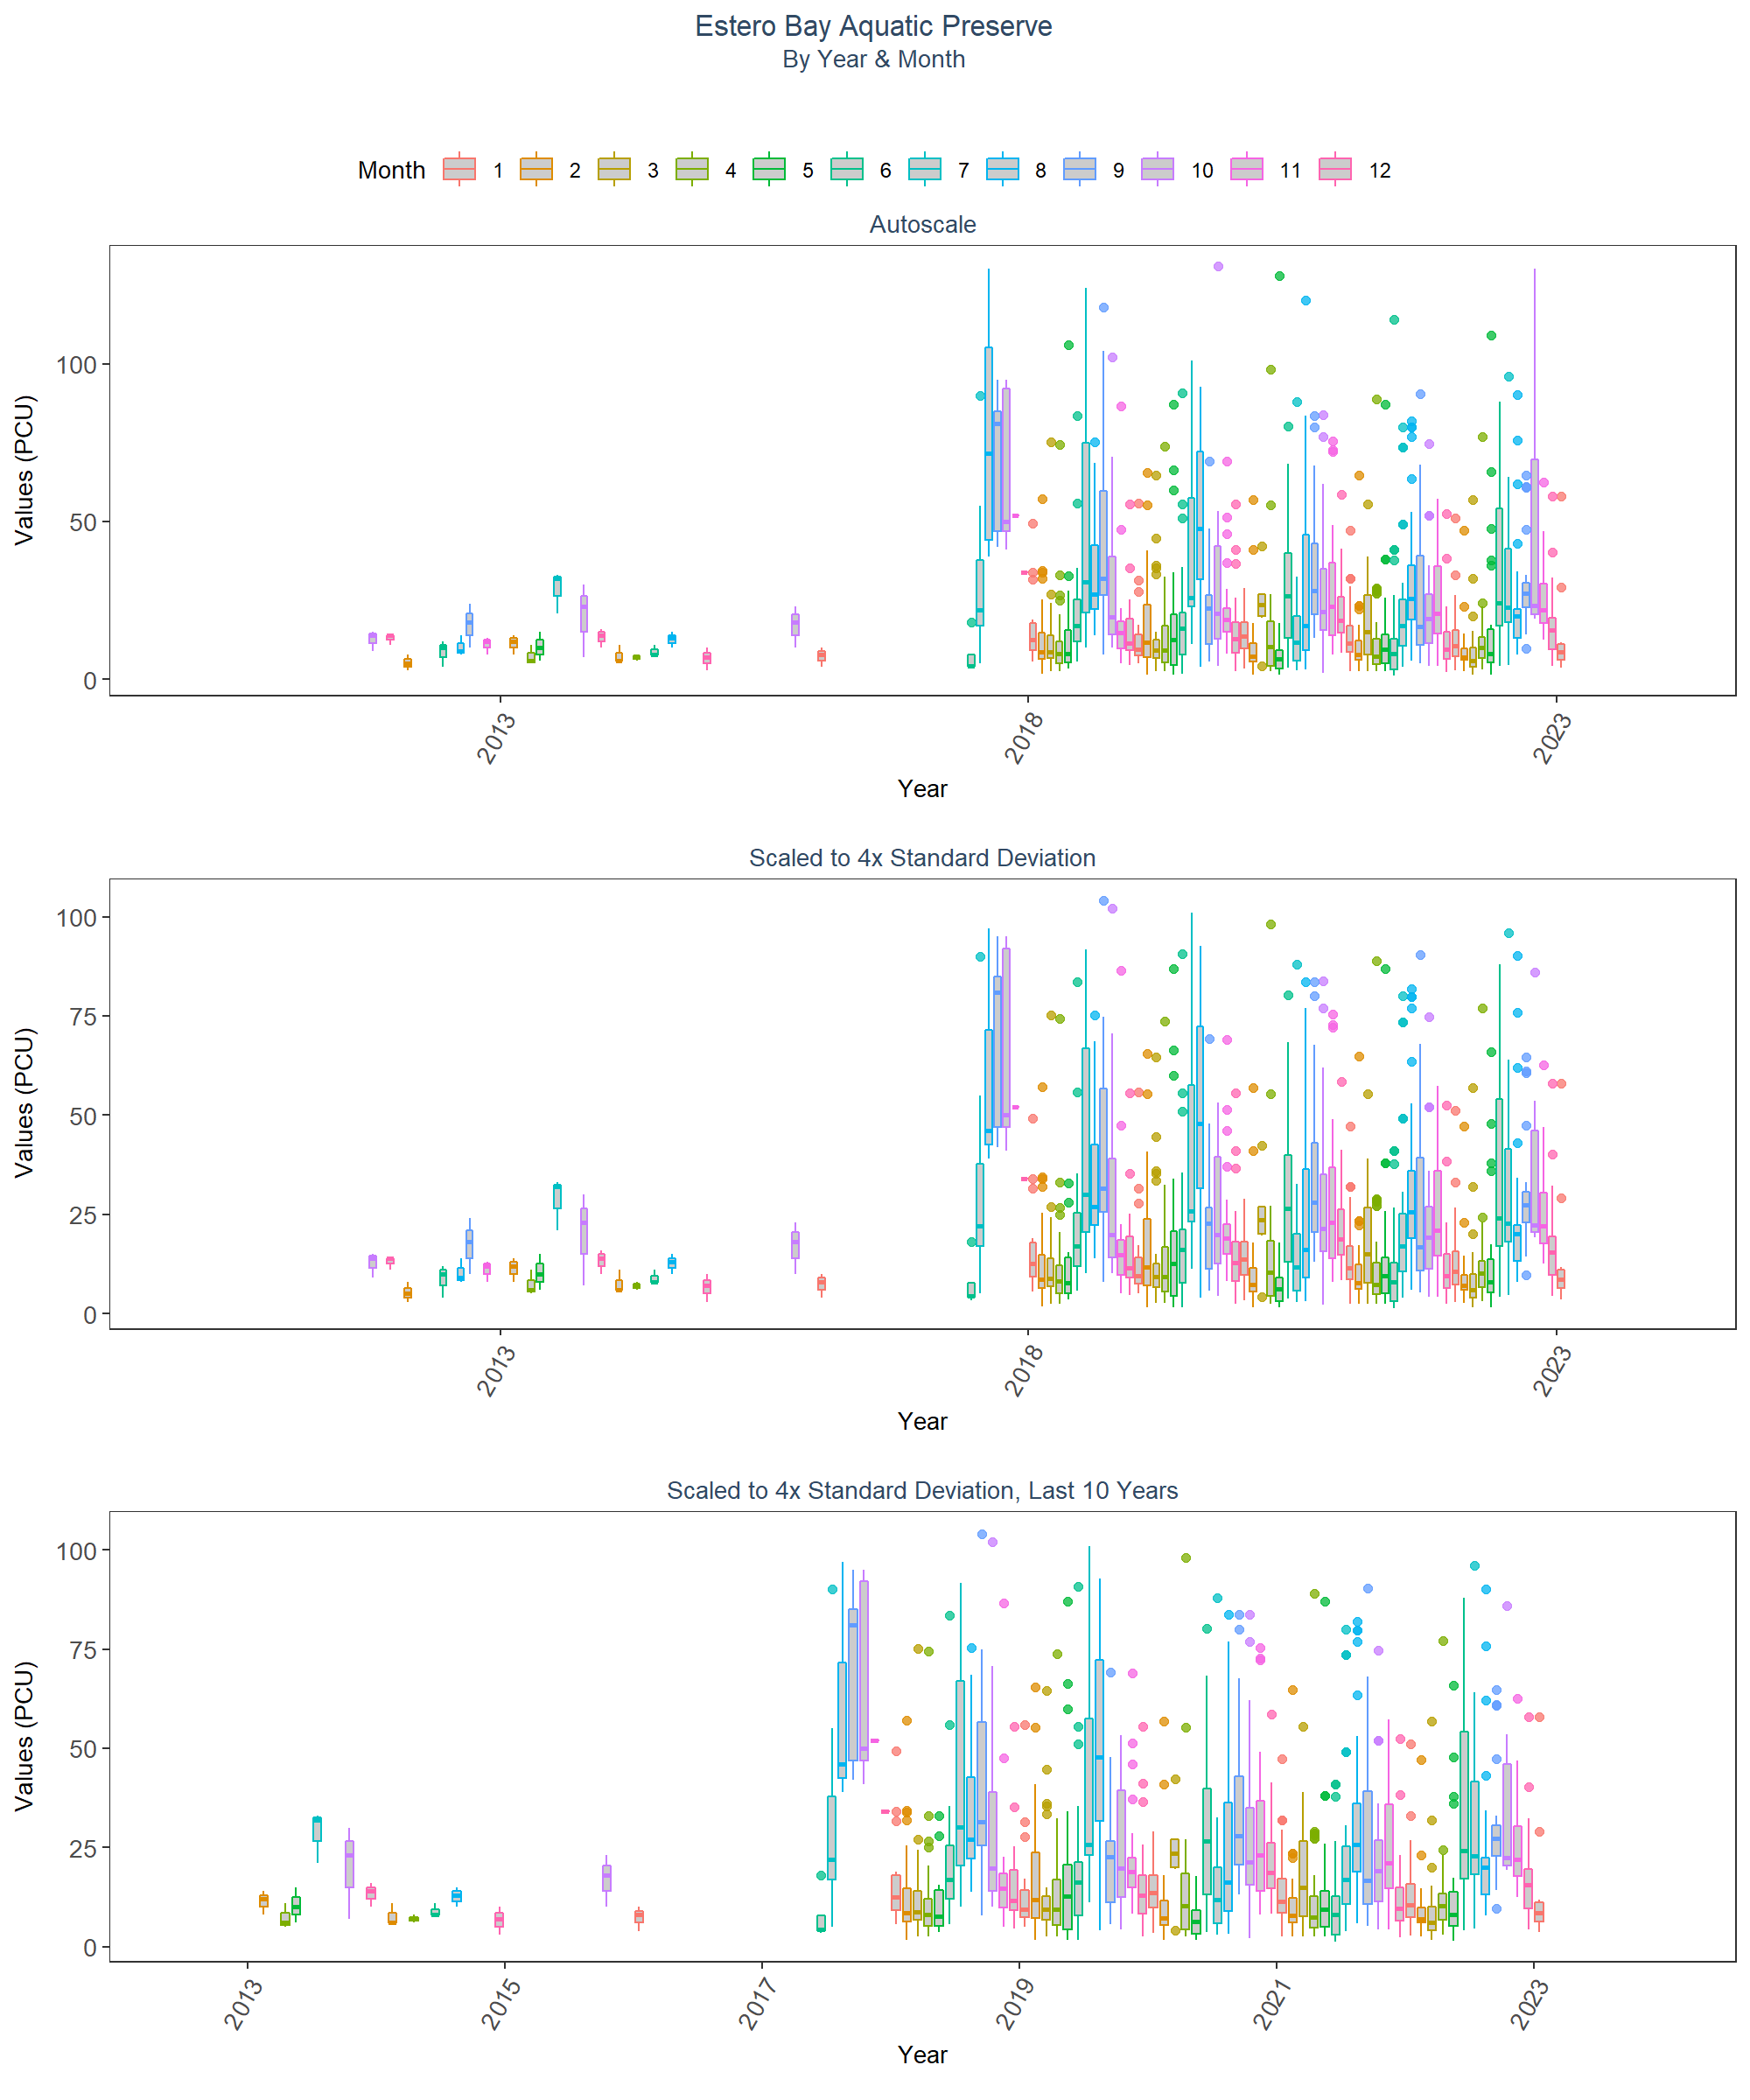 Estero Bay Aquatic Preserve
By Year & Month
Month 1 2 3 4 5 6 7 8 9 10 11 12
Autoscale
Values (PCU)
100
50
0
2013 2018 2023
Year
Scaled to 4x Standard Deviation
Values (PCU)
100
75
50
25
0
2013 2018 2023
Year
Scaled to 4x Standard Deviation, Last 10 Years
Values (PCU)
100
75
50
25
0
2013 2015 2017 2019 2021 2023
Year